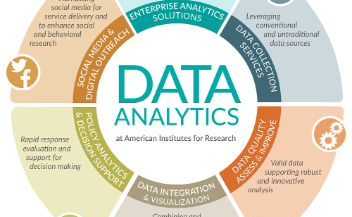 social media for
service delivery and
to enhance social
and behavioral
research
ENTERPRISE ANALYTICS
SOLUTIONS
Leveraging
conventional
and untraditional
data sources
SOCIAL MEDIA &
DIGITAL OUTREACH
DATA COLLECTION
SERVICES
DATA
ANALYTICS
at American Institutes for Research
Rapid response
evaluation and
support for
decision making
POLICY ANALYTICS
& DECISION SUPPORT
DATA QUALITY
ASSESS & IMPROVE
Valid data
supporting robust
and innovative
analysis
DATA INTEGRATION
& VISUALIZATION
Combining and